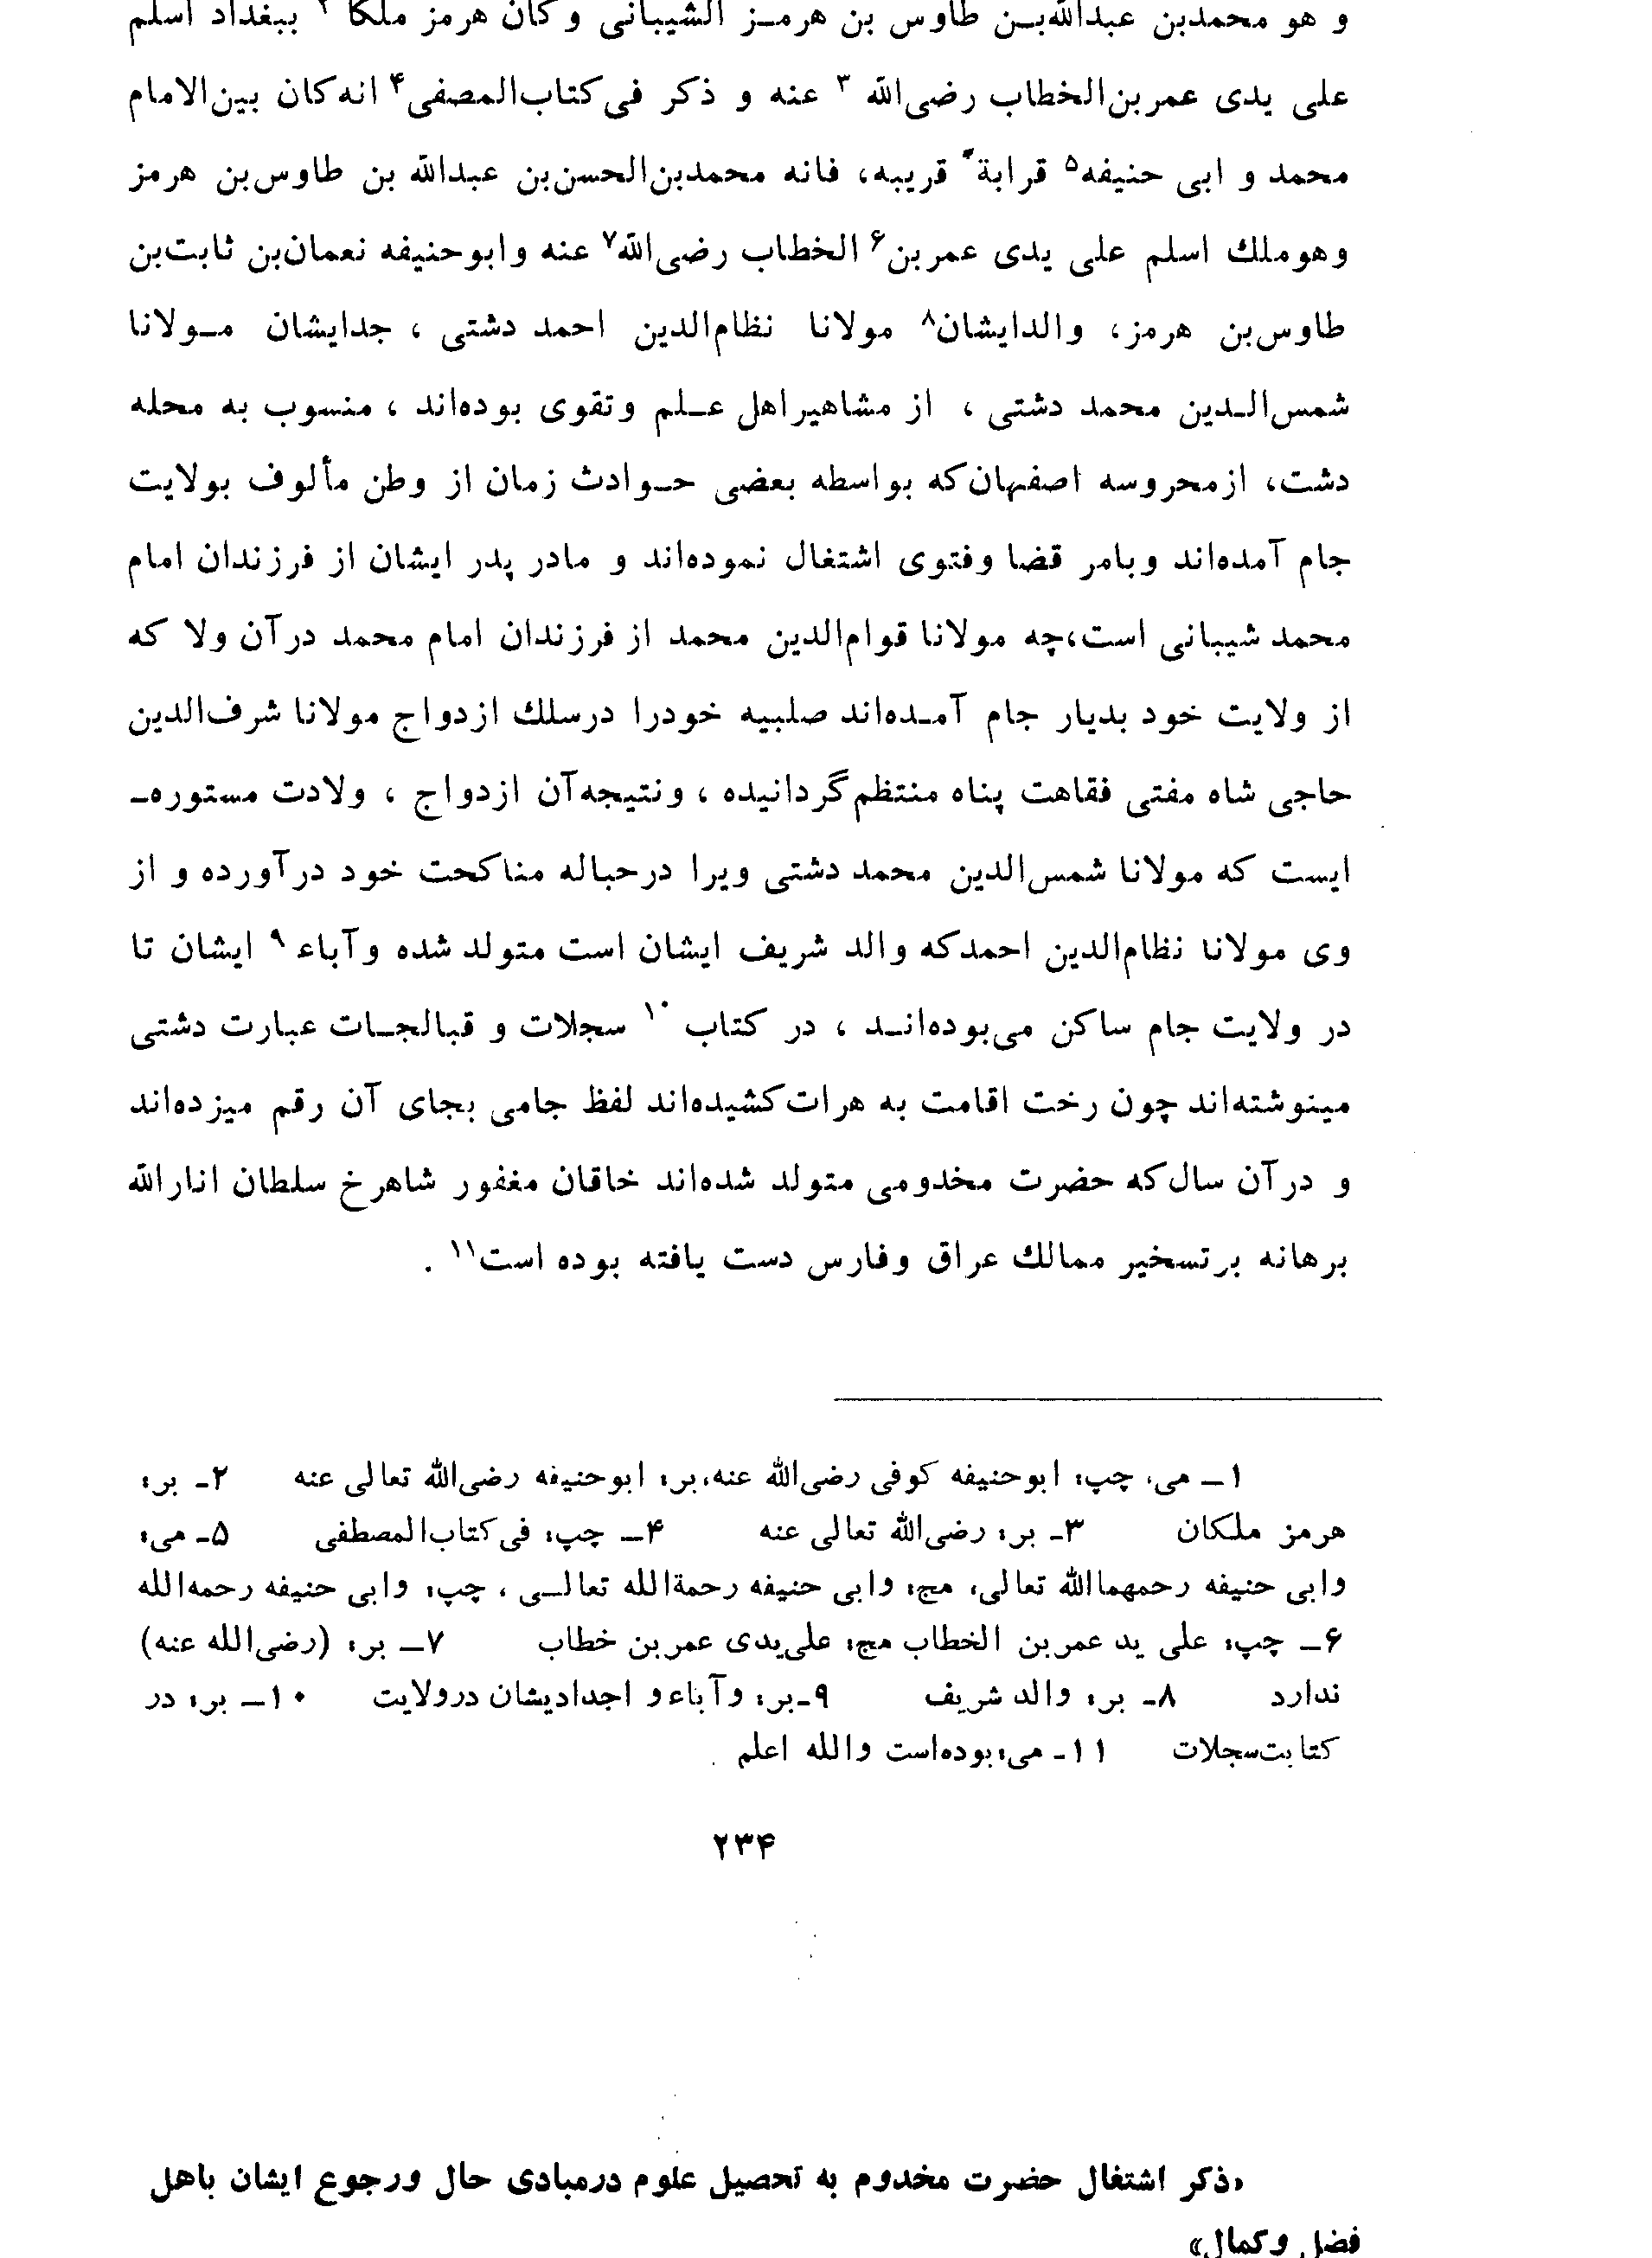 و هو محمدبن عبدالله‌بـن طاوس بن هرمـز الشیبانی و کان هرمز ملکا ۲ ببغداد اسلم
علی یدی عمربن‌الخطاب رضی‌الله ۳ عنه و ذکر فی کتاب‌المصفی۴ انه کان بین‌الامام
محمد و ابی حنیفه۵ قرابة قریبه، فانه محمدبن‌الحسن‌بن عبدالله بن طاوس‌بن هرمز
وهوملك اسلم علی یدی عمربن۶ الخطاب رضی‌الله۷ عنه وابوحنیفه نعمان‌بن ثابت‌بن
طاوس‌بن هرمز، والدایشان۸ مولانا نظام‌الدین احمد دشتی ، جدایشان مـولانا
شمس‌الـدین محمد دشتی ، از مشاهیراهل عـلم وتقوی بوده‌اند ، منسوب به محله
دشت، ازمحروسه اصفهان‌که بواسطه بعضی حـوادث زمان از وطن مألوف بولایت
جام آمده‌اند وبامر قضا وفتوی اشتغال نموده‌اند و مادر پدر ایشان از فرزندان امام
محمد شیبانی است،چه مولانا قوام‌الدین محمد از فرزندان امام محمد درآن ولا که
از ولایت خود بدیار جام آمـده‌اند صلبیه خودرا درسلك ازدواج مولانا شرف‌الدین
حاجی شاه مفتی فقاهت پناه منتظم‌گردانیده ، ونتیجه‌آن ازدواج ، ولادت مستوره‌ـ
ایست که مولانا شمس‌الدین محمد دشتی ویرا درحباله مناکحت خود درآورده و از
وی مولانا نظام‌الدین احمدکه والد شریف ایشان است متولد شده وآباء ۹ ایشان تا
در ولایت جام ساکن می‌بوده‌انـد ، در کتاب ۱۰ سجلات و قبالجـات عبارت دشتی
مینوشته‌اند چون رخت اقامت به هرات‌کشیده‌اند لفظ جامی بجای آن رقم میزده‌اند
و درآن سال‌که حضرت مخدومی متولد شده‌اند خاقان مغفور شاهرخ سلطان انارالله
برهانه برتسخیر ممالك عراق وفارس دست یافته بوده است۱۱ .
۱ـ می، چپ: ابوحنیفه کوفی رضی‌الله عنه،بر: ابوحنیفه رضی‌الله تعالی عنه ۲ـ بر:
هرمز ملکان ۳ـ بر: رضی‌الله تعالی عنه ۴ـ چپ: فی‌کتاب‌المصطفی ۵ـ می:
وابی حنیفه رحمهماالله تعالی، مج: وابی حنیفه رحمةالله تعالـی ، چپ: وابی حنیفه رحمه‌الله
۶ـ چپ: علی ید عمربن الخطاب مج: علی‌یدی عمربن خطاب ۷ـ بر: (رضی‌الله عنه)
ندارد ۸ـ بر: والد شریف ۹ـبر: وآباءو اجدادیشان درولایت ۱۰ـ بر: در
کتابت‌سجلات ۱۱ـ می:بوده‌است والله اعلم .
۲۳۴
«ذکر اشتغال حضرت مخدوم به تحصیل علوم درمبادی حال ورجوع ایشان باهل
فضل وکمال»